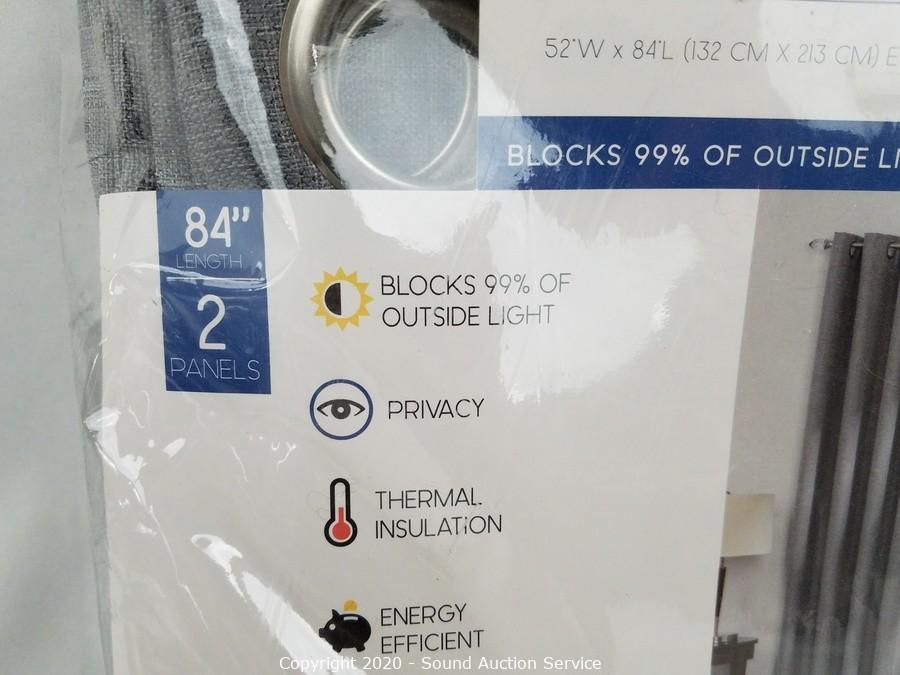 52"W x 84"L (132 CM X 213 CM)
BLOCKS 99% OF OUTSIDE
84"
LENGTH
2
PANELS
BLOCKS 99% OF
OUTSIDE LIGHT
PRIVACY
THERMAL
INSULATION
ENERGY
EFFICIENT
Copyright 2020 - Sound Auction Service